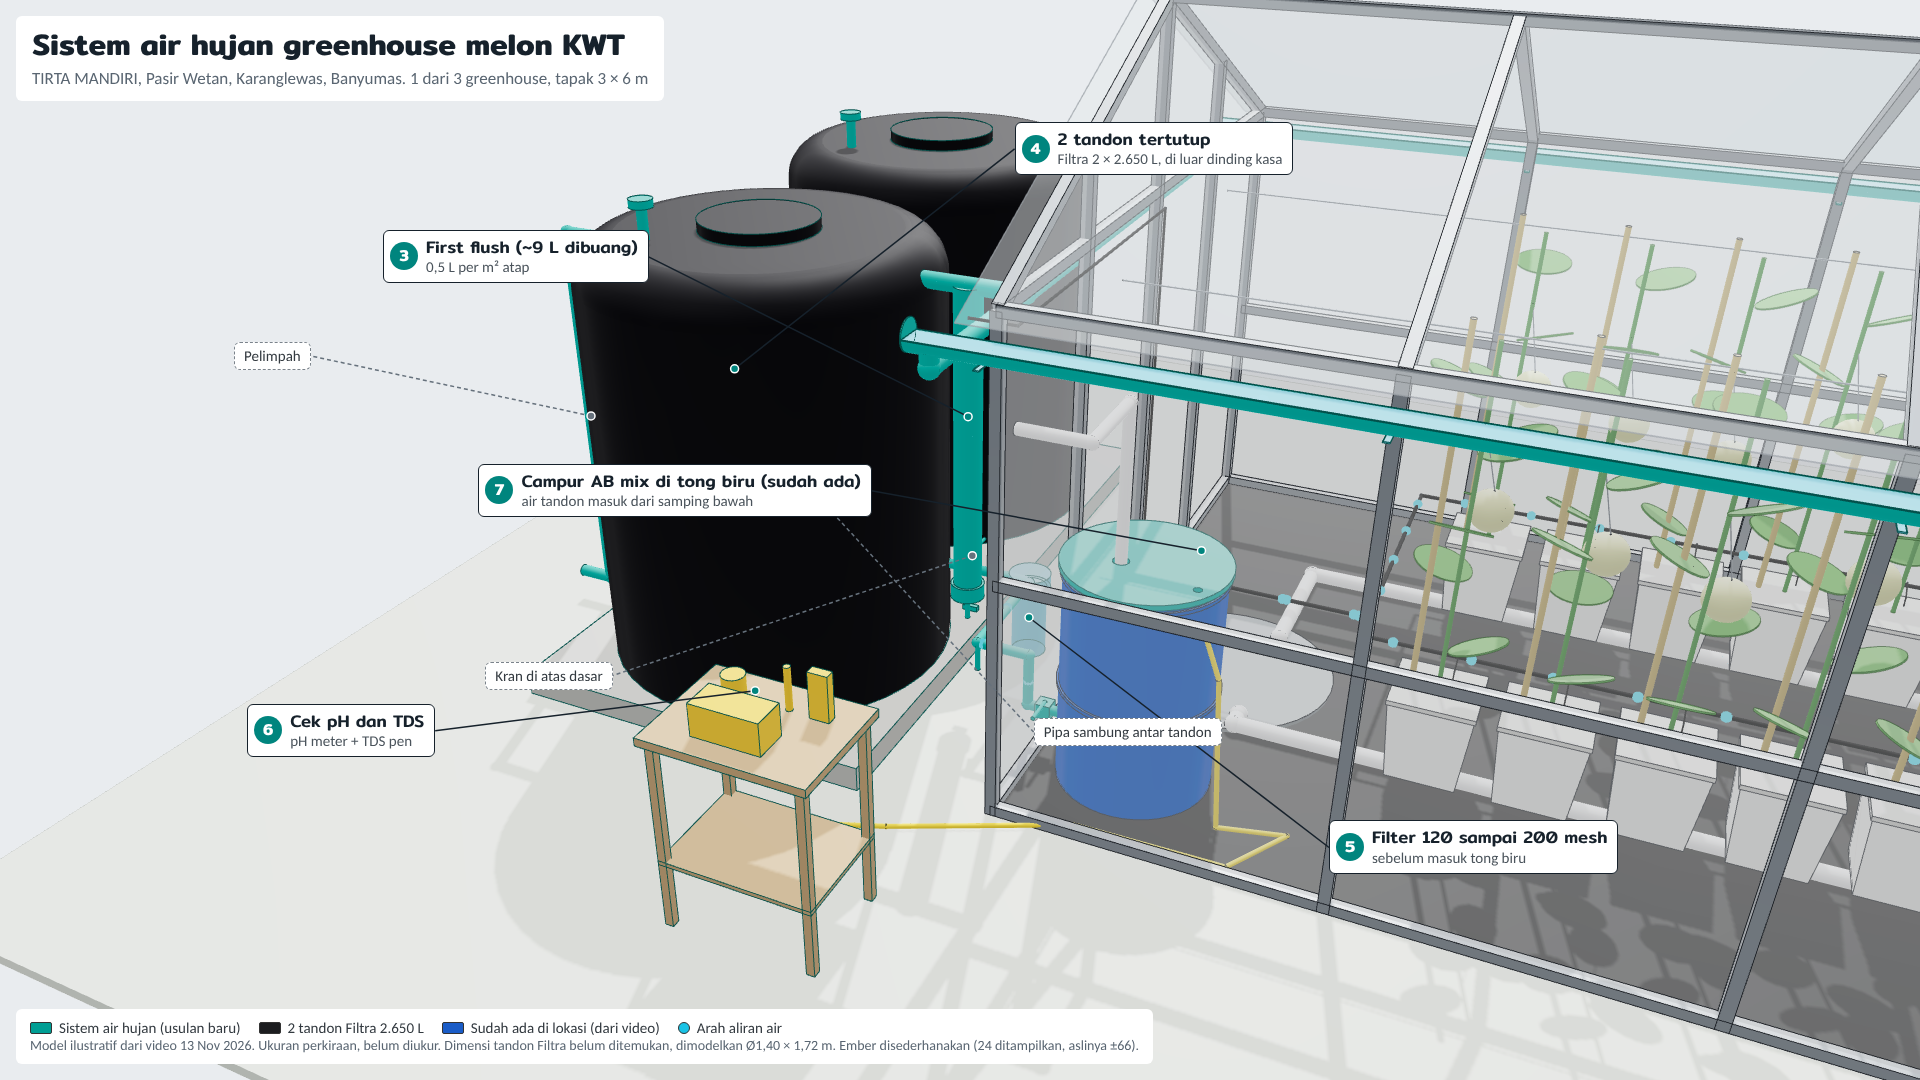 Sistem air hujan greenhouse melon KWT
TIRTA MANDIRI, Pasir Wetan, Karanglewas, Banyumas. 1 dari 3 greenhouse, tapak 3 × 6 m
4
2 tandon tertutup
Filtra 2 × 2.650 L, di luar dinding kasa
3
First flush (~9 L dibuang)
0,5 L per m² atap
Pelimpah
7
Campur AB mix di tong biru (sudah ada)
air tandon masuk dari samping bawah
Kran di atas dasar
6
Cek pH dan TDS
pH meter + TDS pen
Pipa sambung antar tandon
5
Filter 120 sampai 200 mesh
sebelum masuk tong biru
Sistem air hujan (usulan baru)
2 tandon Filtra 2.650 L
Sudah ada di lokasi (dari video)
Arah aliran air
Model ilustratif dari video 13 Nov 2026. Ukuran perkiraan, belum diukur. Dimensi tandon Filtra belum ditemukan, dimodelkan Ø1,40 × 1,72 m. Ember disederhanakan (24 ditampilkan, aslinya ±66).